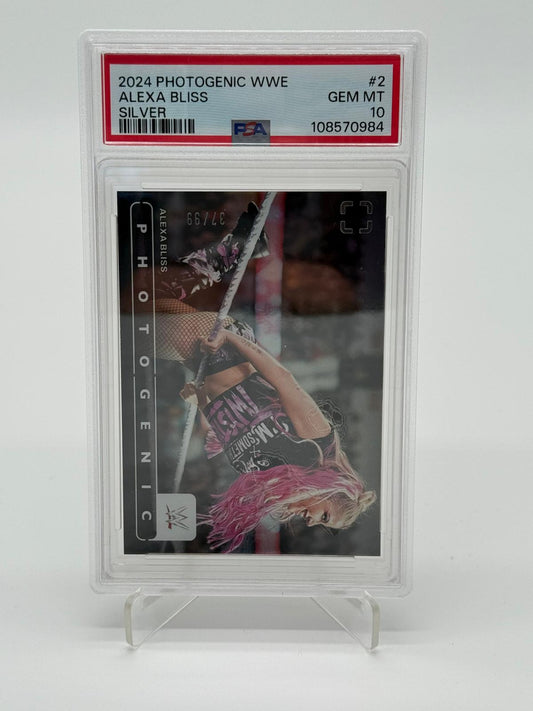 2024 PHOTOGENIC WWE #2
ALEXA BLISS GEM MT
SILVER 10
PSA 108570984
37/99
ALEXA BLISS
PHOTOGENIC
W